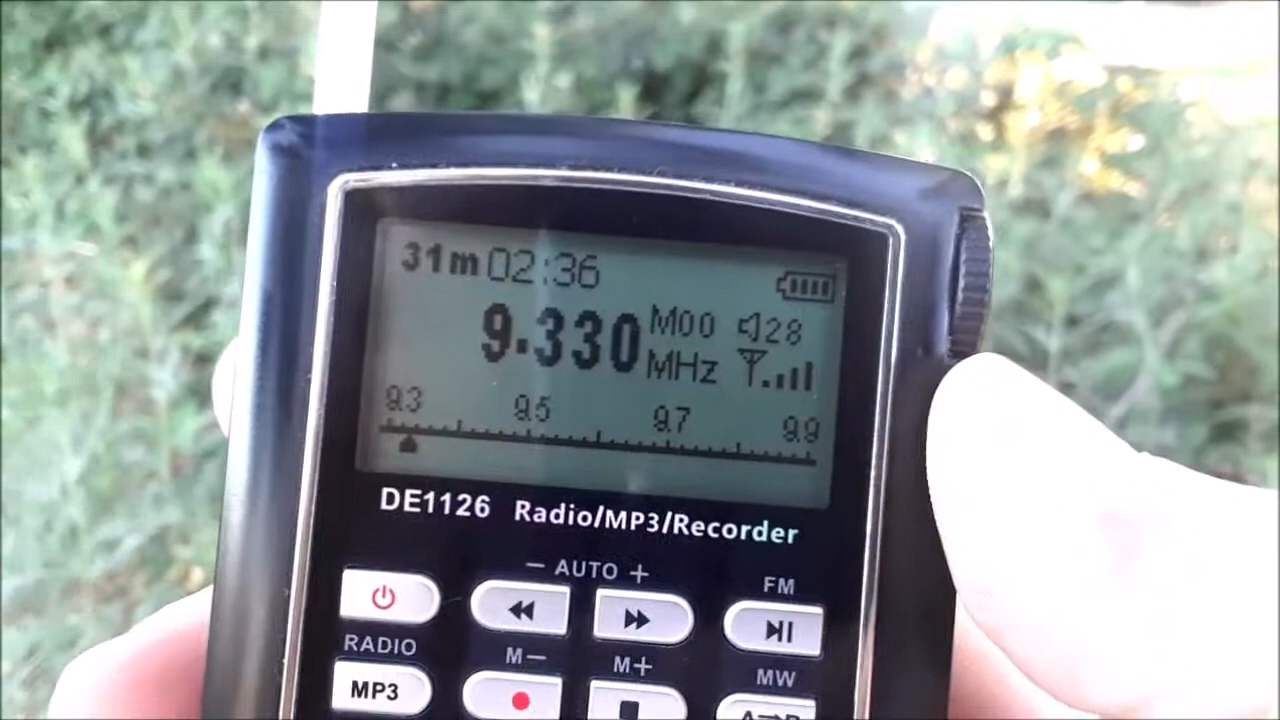 31m 02:36
9.330 M00 28
MHz
9.3 9.5 9.7 9.9
DE1126 Radio/MP3/Recorder
— AUTO +
FM
RADIO
M— M+
MW
MP3